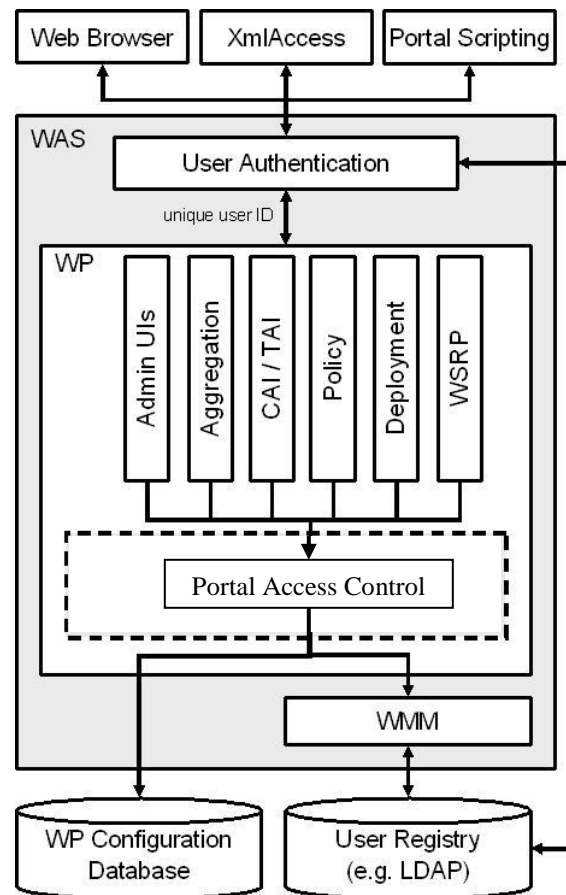 Web Browser
XmlAccess
Portal Scripting
WAS
User Authentication
unique user ID
WP
Admin UIs
Aggregation
CAI / TAI
Policy
Deployment
WSRP
Portal Access Control
WMM
WP Configuration
Database
User Registry
(e.g. LDAP)